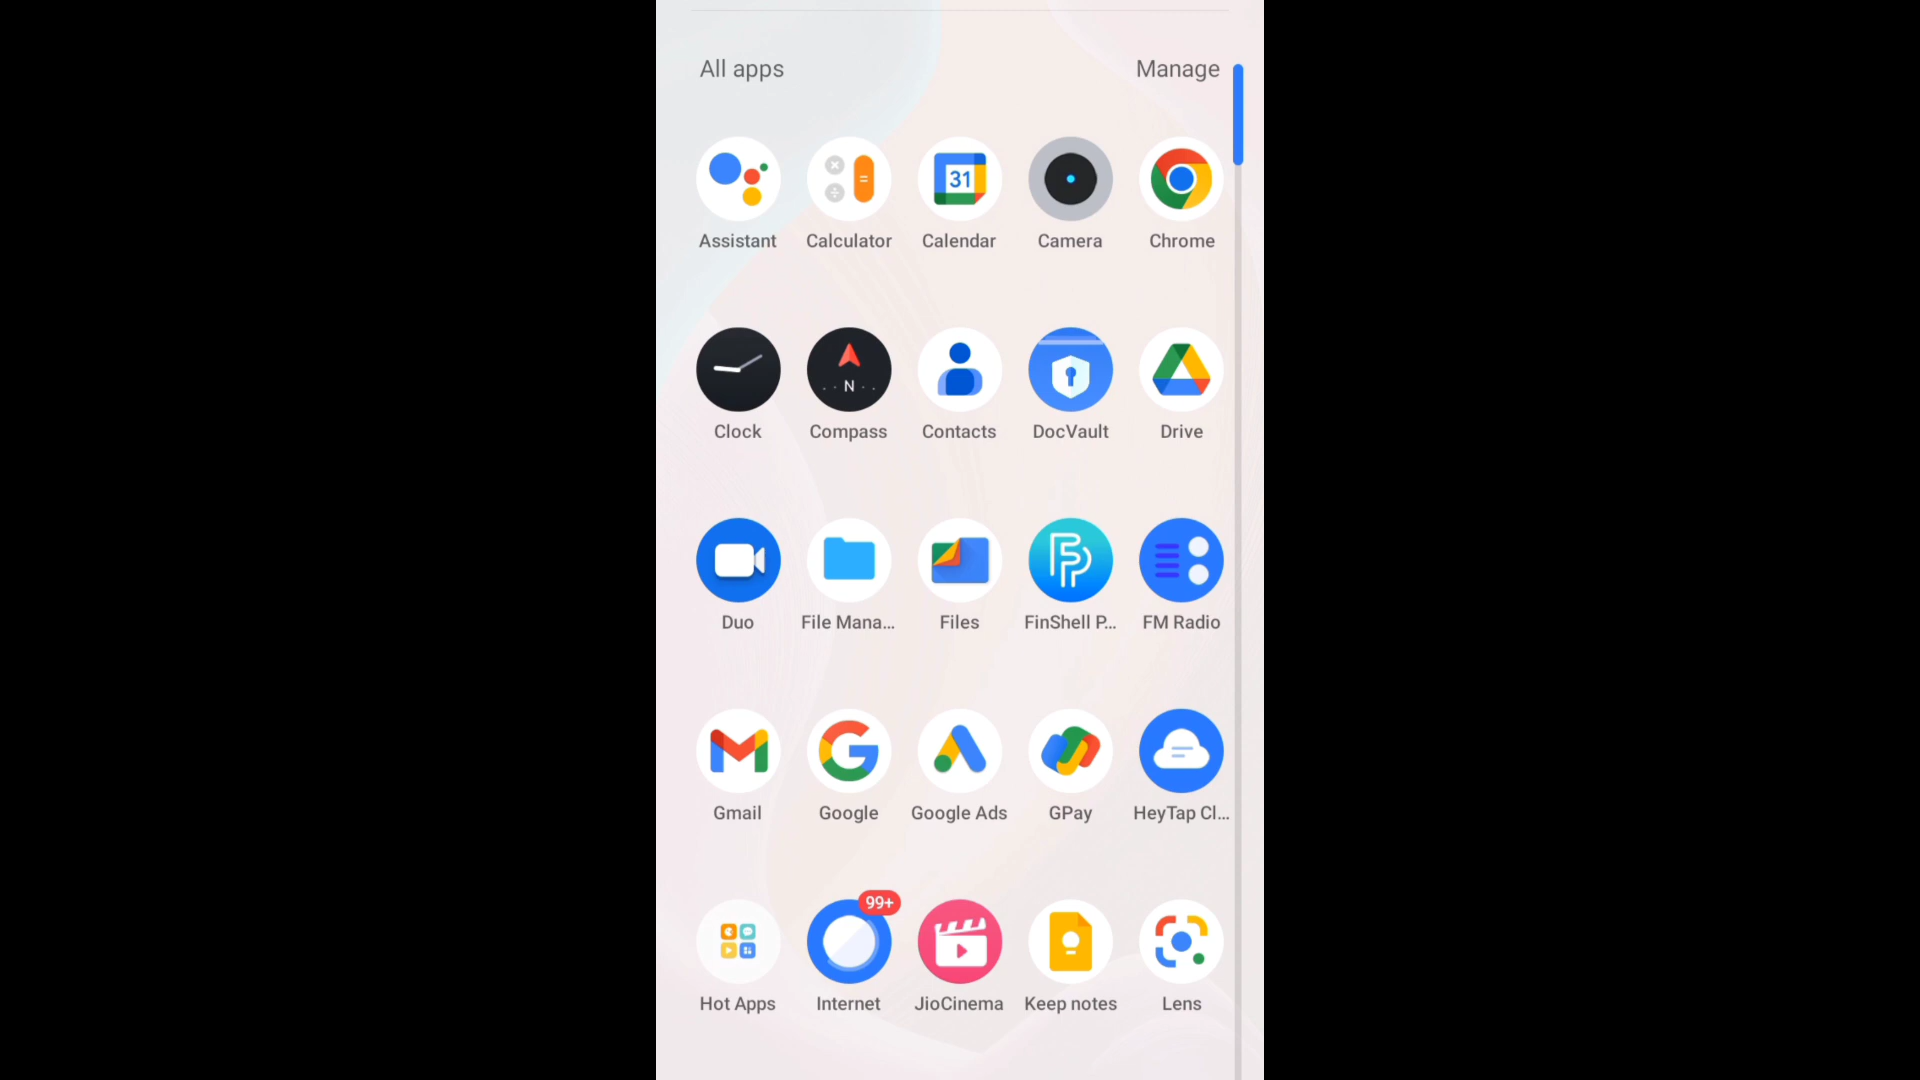 All apps Manage
31
Assistant Calculator Calendar Camera Chrome
N
Clock Compass Contacts DocVault Drive
Duo File Mana... Files FinShell P... FM Radio
Gmail Google Google Ads GPay HeyTap Cl...
99+
Hot Apps Internet JioCinema Keep notes Lens